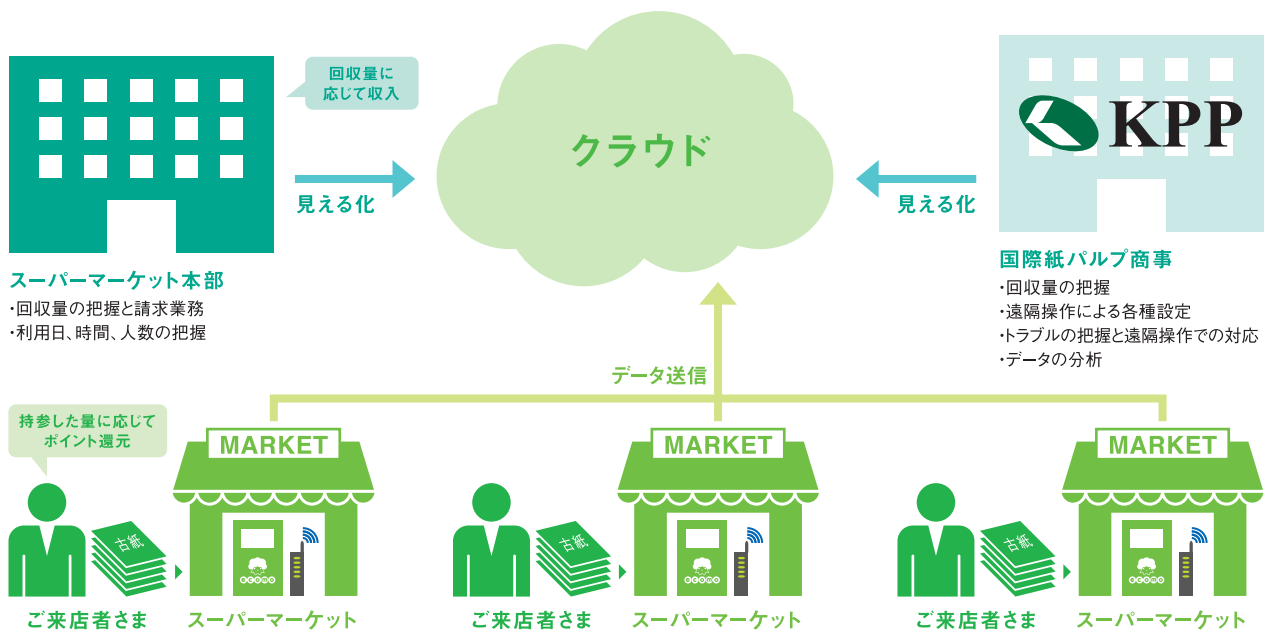 回収量に
応じて収入
クラウド
KPP
見える化
見える化
スーパーマーケット本部
・回収量の把握と請求業務
・利用日、時間、人数の把握
国際紙パルプ商事
・回収量の把握
・遠隔操作による各種設定
・トラブルの把握と遠隔操作での対応
・データの分析
データ送信
持参した量に応じて
ポイント還元
MARKET
MARKET
MARKET
古紙
ecomo
古紙
ecomo
古紙
ecomo
ご来店者さま
スーパーマーケット
ご来店者さま
スーパーマーケット
ご来店者さま
スーパーマーケット